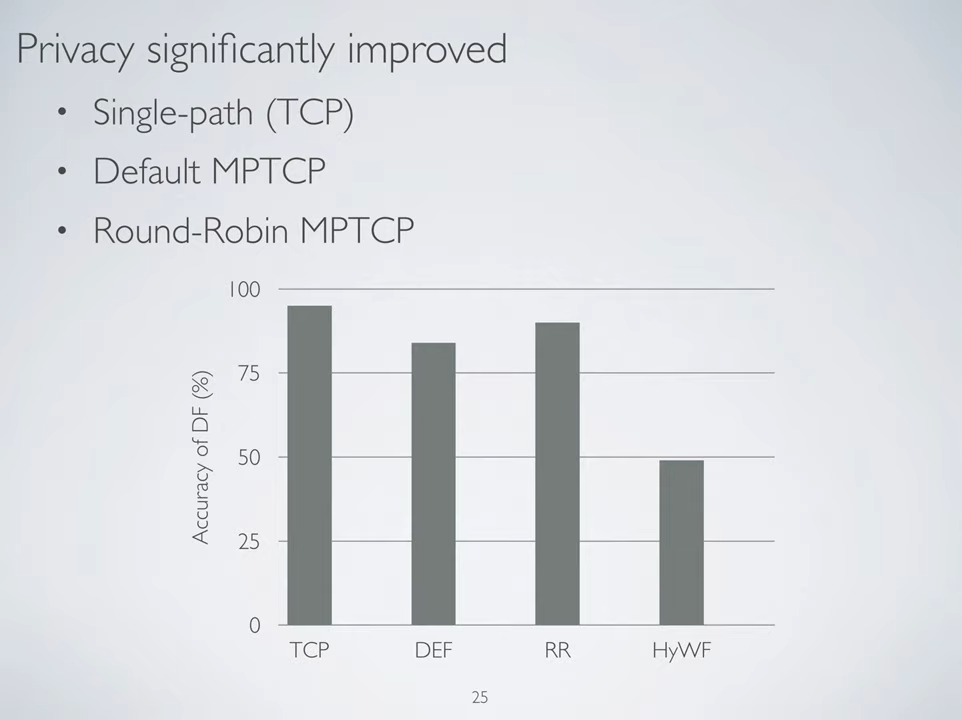 Privacy significantly improved
• Single-path (TCP)
• Default MPTCP
• Round-Robin MPTCP
100
75
50
25
0
Accuracy of DF (%)
TCP DEF RR HyWF
25